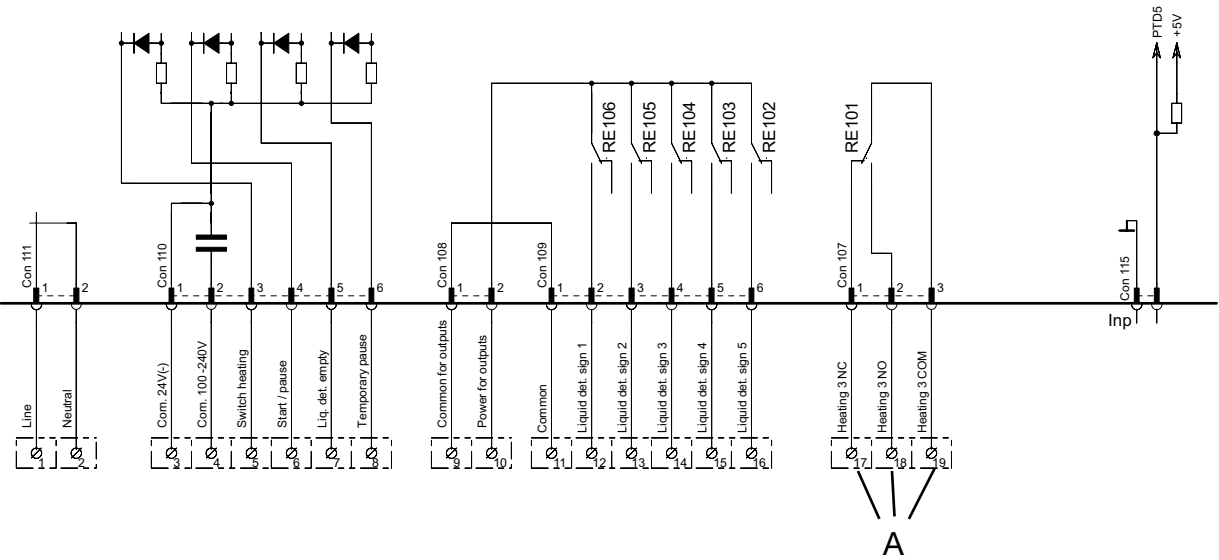 PTD5
+5V
RE106
RE105
RE104
RE103
RE102
RE101
Con 111
Con 110
Con 108
Con 109
Con 107
Con 115
1 2
1 2 3 4 5 6
1 2
1 2 3 4 5 6
1 2 3
Inp
Line
Neutral
Com. 24V(-)
Com. 100 -240V
Switch heating
Start / pause
Liq. det. empty
Temporary pause
Common for outputs
Power for outputs
Common
Liquid det. sign 1
Liquid det. sign 2
Liquid det. sign 3
Liquid det. sign 4
Liquid det. sign 5
Heating 3 NC
Heating 3 NO
Heating 3 COM
1 2
3 4 5 6 7 8
9 10
11 12 13 14 15 16
17 18 19
A